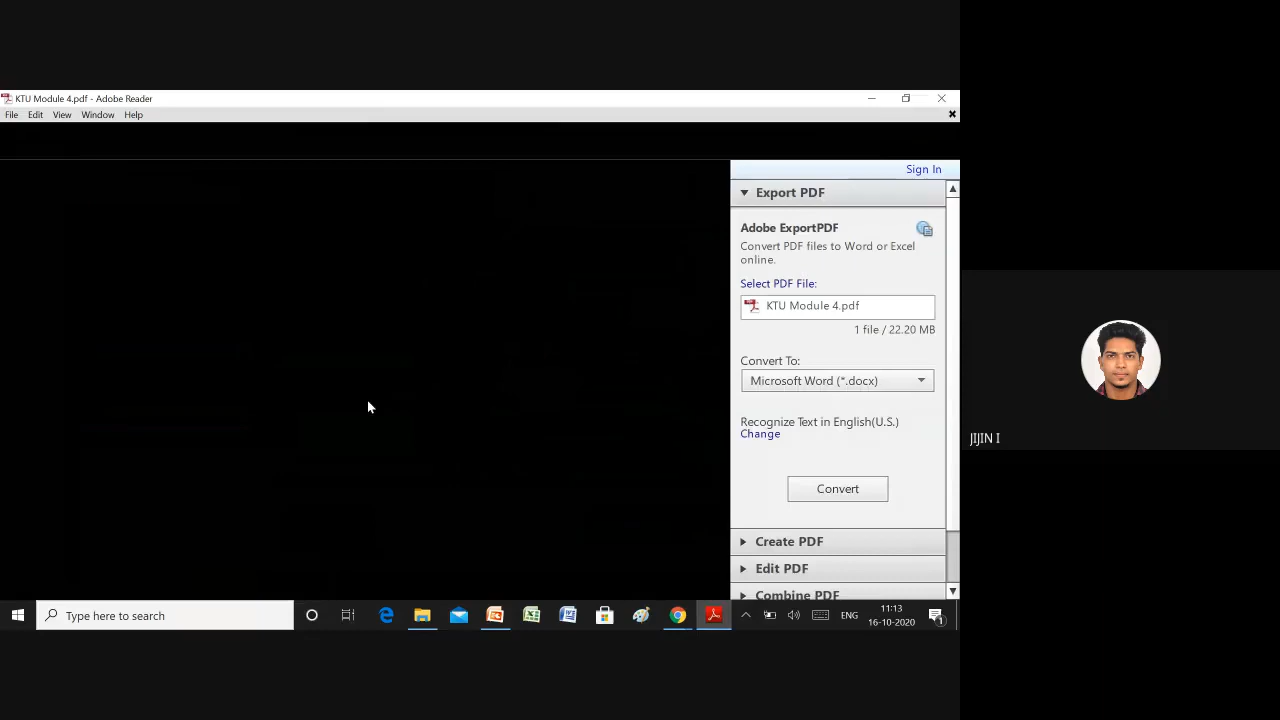 KTU Module 4.pdf - Adobe Reader
File Edit View Window Help
Sign In
Export PDF
Adobe ExportPDF
Convert PDF files to Word or Excel
online.
Select PDF File:
KTU Module 4.pdf
1 file / 22.20 MB
Convert To:
Microsoft Word (*.docx)
Recognize Text in English(U.S.)
Change
Convert
Create PDF
Edit PDF
Combine PDF
JIJIN I
Type here to search
ENG
11:13
16-10-2020
1